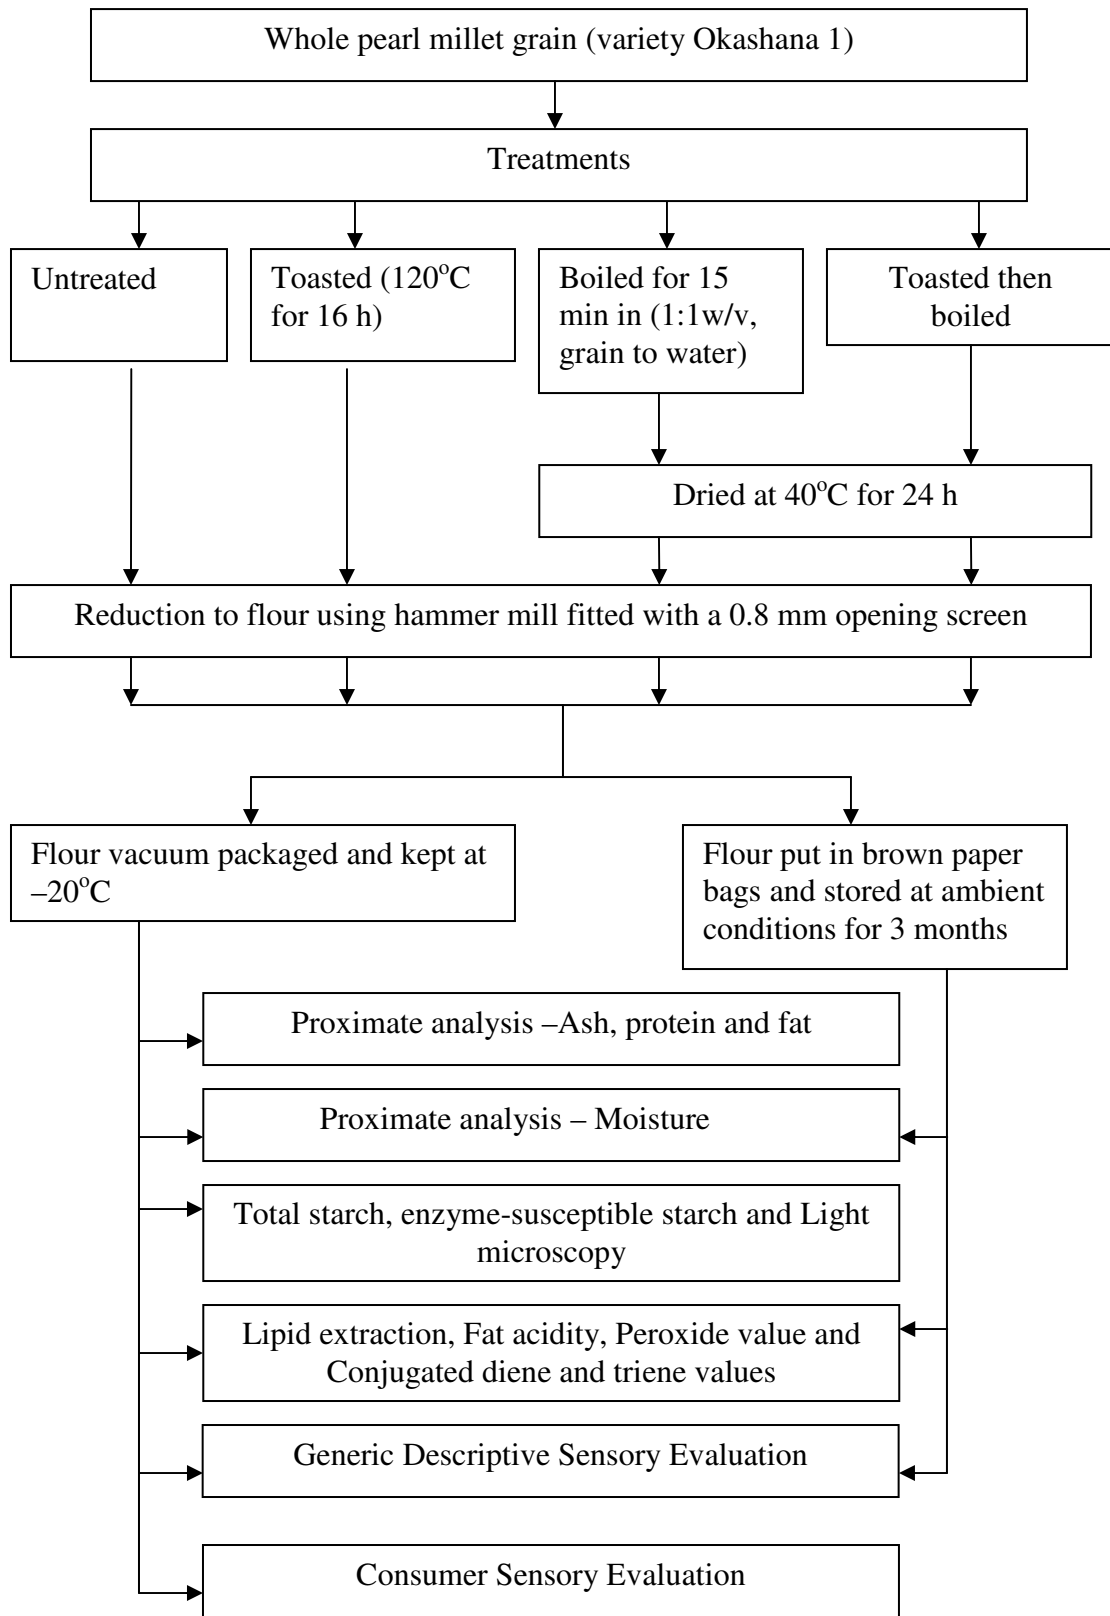 Whole pearl millet grain (variety Okashana 1)
Treatments
Untreated
Toasted (120°C
for 16 h)
Boiled for 15
min in (1:1w/v,
grain to water)
Toasted then
boiled
Dried at 40°C for 24 h
Reduction to flour using hammer mill fitted with a 0.8 mm opening screen
Flour vacuum packaged and kept at
–20°C
Flour put in brown paper
bags and stored at ambient
conditions for 3 months
Proximate analysis –Ash, protein and fat
Proximate analysis – Moisture
Total starch, enzyme-susceptible starch and Light
microscopy
Lipid extraction, Fat acidity, Peroxide value and
Conjugated diene and triene values
Generic Descriptive Sensory Evaluation
Consumer Sensory Evaluation